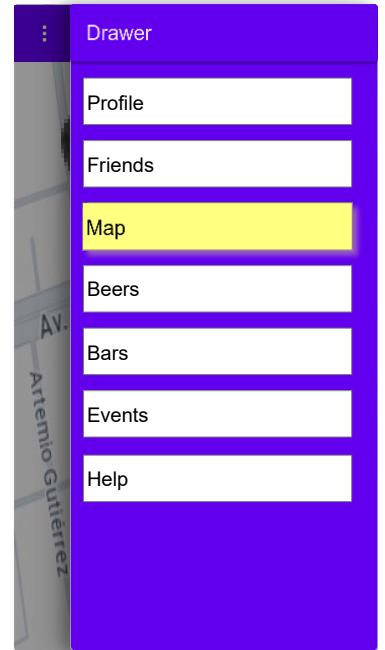 Drawer
Profile
Friends
Map
Beers
Bars
Events
Help
Av.
Artemio Gutiérrez